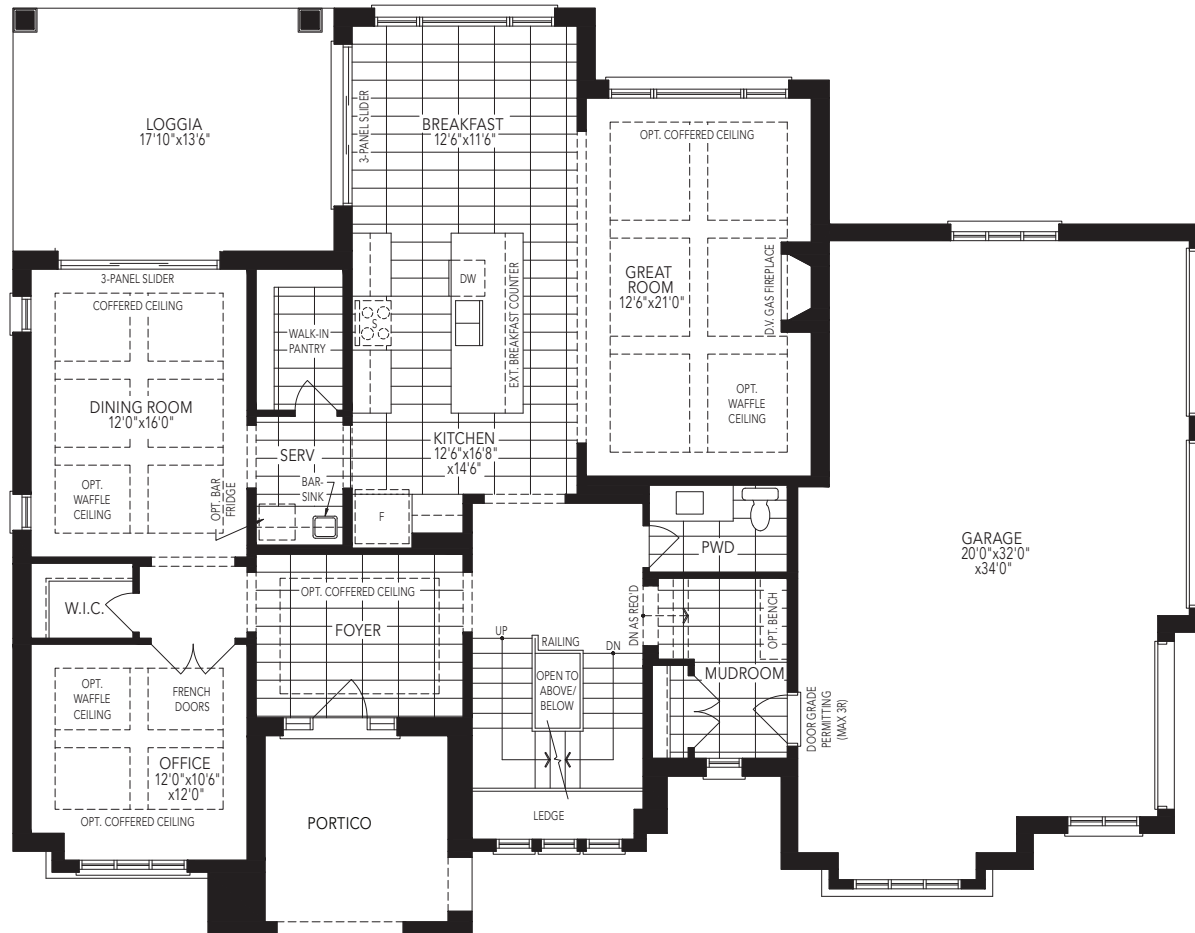 LOGGIA
17'10"x13'6"
3-PANEL SLIDER
BREAKFAST
12'6"x11'6"
OPT. COFFERED CEILING
GREAT
ROOM
12'6"x21'0"
D.V. GAS FIREPLACE
OPT.
WAFFLE
CEILING
3-PANEL SLIDER
COFFERED CEILING
DINING ROOM
12'0"x16'0"
OPT.
WAFFLE
CEILING
WALK-IN
PANTRY
S
DW
EXT. BREAKFAST COUNTER
KITCHEN
12'6"x16'8"
x14'6"
SERV
BAR-
SINK
OPT. BAR
FRIDGE
F
PWD
GARAGE
20'0"x32'0"
x34'0"
W.I.C.
OPT. COFFERED CEILING
FOYER
UP
RAILING
DN
DN AS REQ'D
OPT. BENCH
OPEN TO
ABOVE/
BELOW
MUDROOM
DOOR GRADE
PERMITTING
(MAX 3R)
OPT.
WAFFLE
CEILING
FRENCH
DOORS
OFFICE
12'0"x10'6"
x12'0"
OPT. COFFERED CEILING
PORTICO
LEDGE